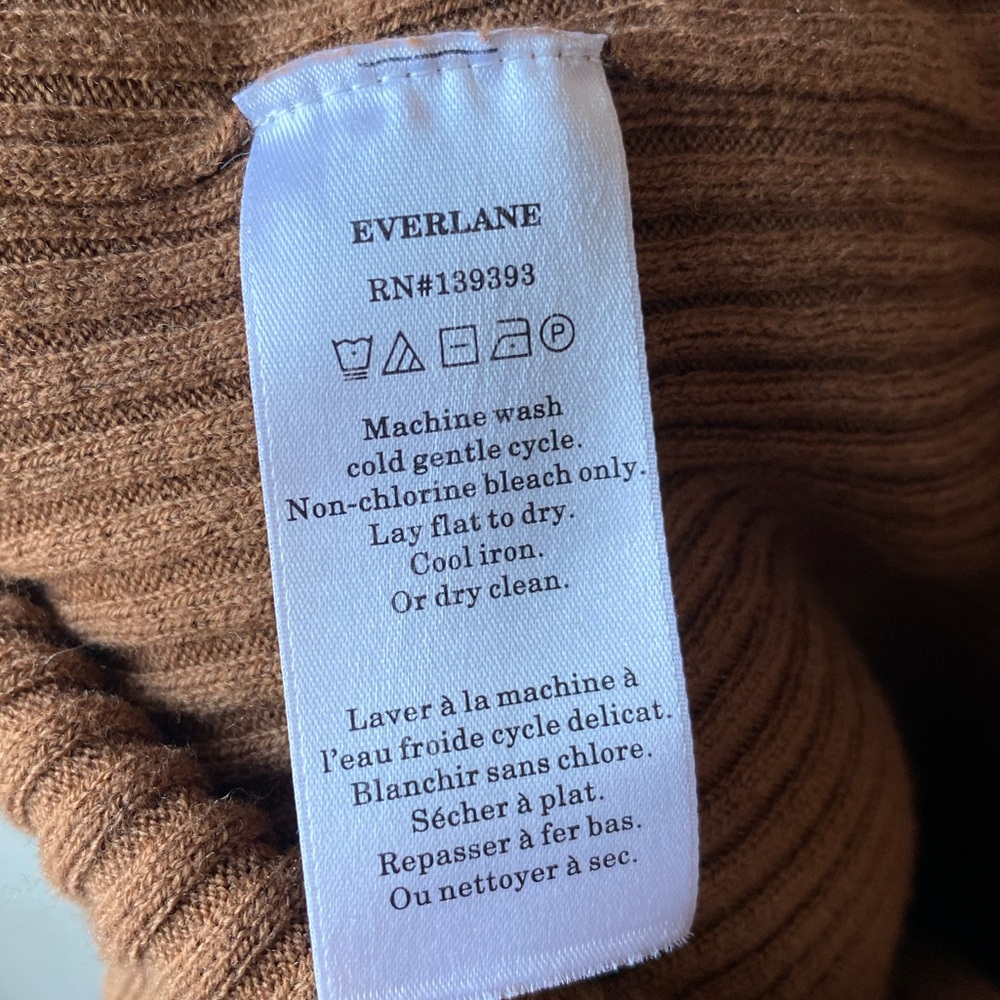 EVERLANE
RN#139393
P
Machine wash
cold gentle cycle.
Non-chlorine bleach only.
Lay flat to dry.
Cool iron.
Or dry clean.
Laver à la machine à
l'eau froide cycle delicat.
Blanchir sans chlore.
Sécher à plat.
Repasser à fer bas.
Ou nettoyer à sec.